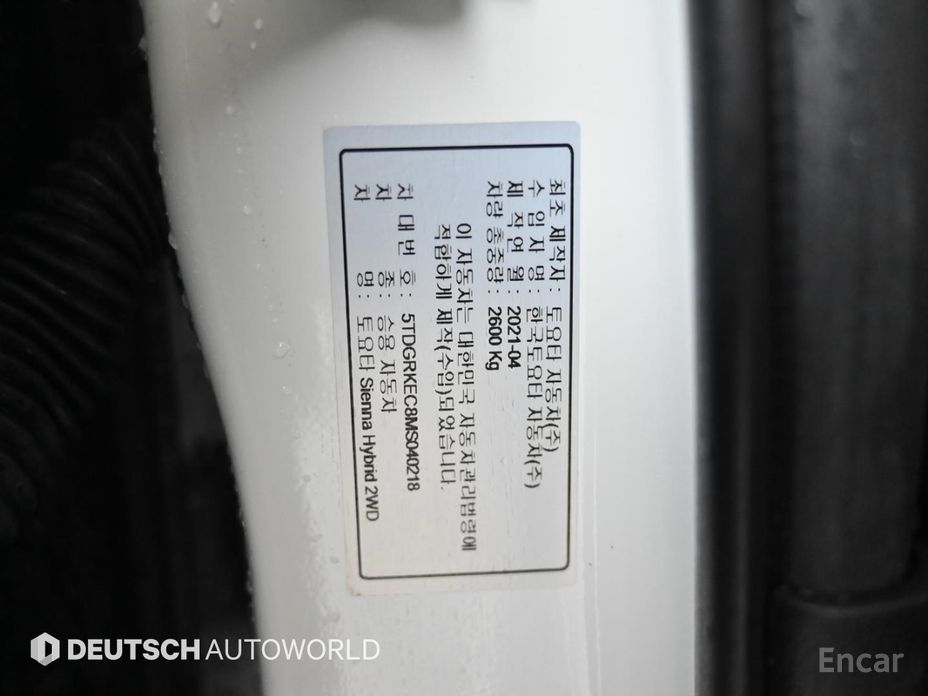 최초 제작자 : 토요타 자동차(주)
수 입 자 명 : 한국토요타 자동차(주)
제 작 연 월 : 2021-04
차량 총중량 : 2600 Kg
이 자동차는 대한민국 자동차관리법령에
적합하게 제작(수입)되었습니다.
차 대 번 호 : 5TDGRKEC8MS040218
차 종 : 승용 자동차
차 명 : 토요타 Sienna Hybrid 2WD
DEUTSCH AUTOWORLD
Encar